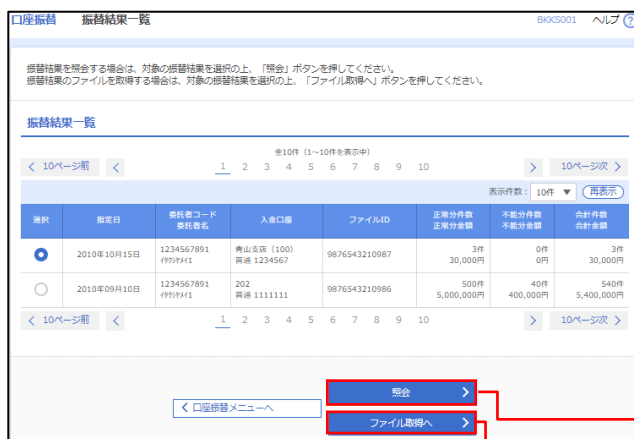 口座振替 振替結果一覧 BKKS001 ヘルプ ?
振替結果を照会する場合は、対象の振替結果を選択の上、「照会」ボタンを押してください。
振替結果のファイルを取得する場合は、対象の振替結果を選択の上、「ファイル取得へ」ボタンを押してください。
振替結果一覧
全10件(1~10件を表示中)
< 10ページ前 < 1 2 3 4 5 6 7 8 9 10 > 10ページ次 >
表示件数: 10件 ▼ 再表示
選択 指定日 委託者コード 入金口座 ファイルID 正常分件数 不能分件数 合計件数
委託者名 正常分金額 不能分金額 合計金額
2010年10月15日 1234567891 青山支店(100) 9876543210987 3件 0件 3件
イタクシヤメイ1 普通 1234567 30,000円 0円 30,000円
2010年09月10日 1234567891 202 9876543210986 500件 40件 540件
イタクシヤメイ1 普通 1111111 5,000,000円 400,000円 5,400,000円
< 10ページ前 < 1 2 3 4 5 6 7 8 9 10 > 10ページ次 >
照会 >
< 口座振替メニューへ
ファイル取得へ >